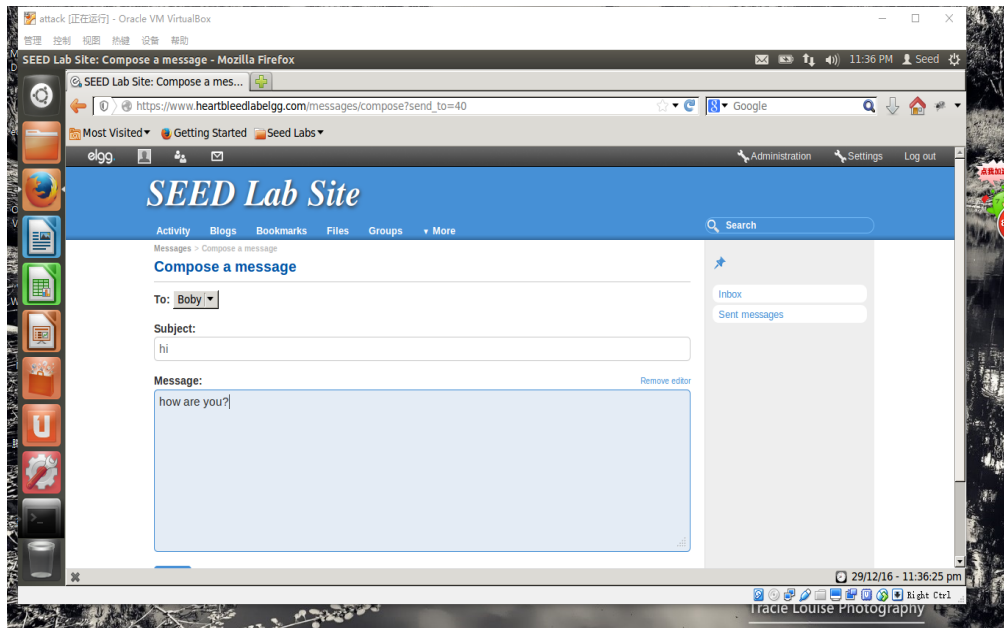 attack [正在运行] - Oracle VM VirtualBox
管理 控制 视图 热键 设备 帮助
SEED Lab Site: Compose a message - Mozilla Firefox 11:36 PM Seed
SEED Lab Site: Compose a mes...
https://www.heartbleedlabelgg.com/messages/compose?send_to=40 Google
Most Visited Getting Started Seed Labs
elgg Administration Settings Log out
SEED Lab Site
Activity Blogs Bookmarks Files Groups More Search
Messages > Compose a message
Compose a message
To: Boby
Inbox
Sent messages
Subject:
hi
Message: Remove editor
how are you?
29/12/16 - 11:36:25 pm
Right Ctrl
Tracie Louise Photography